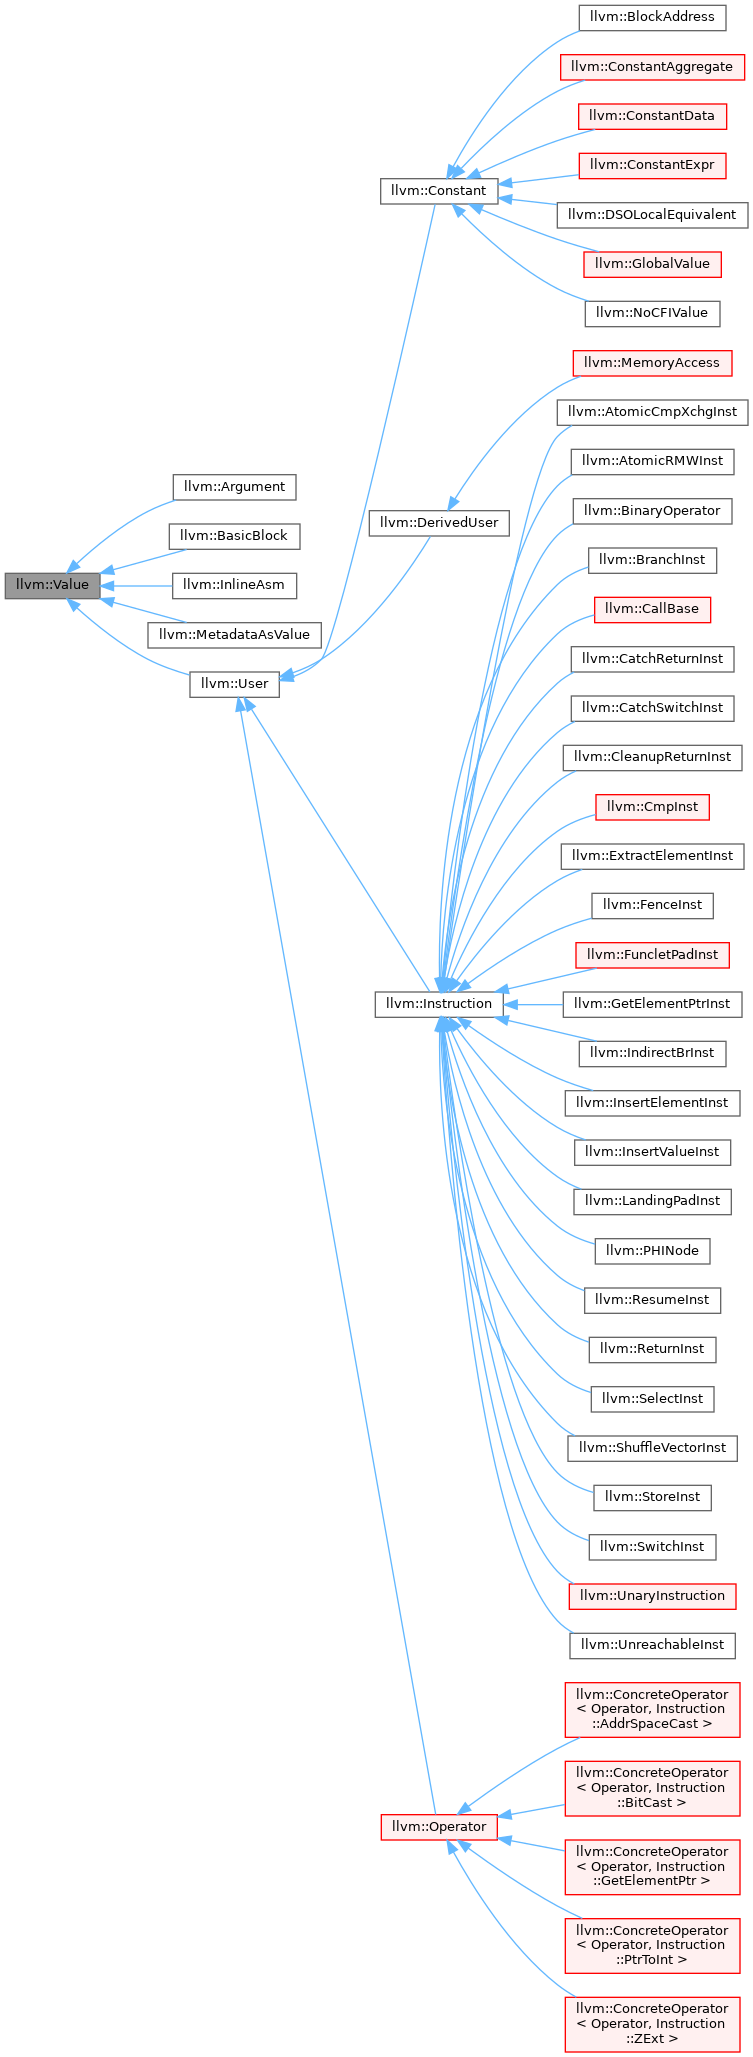 llvm::BlockAddress
llvm::ConstantAggregate
llvm::ConstantData
llvm::ConstantExpr
llvm::Constant
llvm::DSOLocalEquivalent
llvm::GlobalValue
llvm::NoCFIValue
llvm::MemoryAccess
llvm::AtomicCmpXchgInst
llvm::AtomicRMWInst
llvm::Argument
llvm::BinaryOperator
llvm::DerivedUser
llvm::BasicBlock
llvm::BranchInst
llvm::Value
llvm::InlineAsm
llvm::CallBase
llvm::MetadataAsValue
llvm::CatchReturnInst
llvm::User
llvm::CatchSwitchInst
llvm::CleanupReturnInst
llvm::CmpInst
llvm::ExtractElementInst
llvm::FenceInst
llvm::FuncletPadInst
llvm::Instruction
llvm::GetElementPtrInst
llvm::IndirectBrInst
llvm::InsertElementInst
llvm::InsertValueInst
llvm::LandingPadInst
llvm::PHINode
llvm::ResumeInst
llvm::ReturnInst
llvm::SelectInst
llvm::ShuffleVectorInst
llvm::StoreInst
llvm::SwitchInst
llvm::UnaryInstruction
llvm::UnreachableInst
llvm::ConcreteOperator
< Operator, Instruction
::AddrSpaceCast >
llvm::ConcreteOperator
< Operator, Instruction
::BitCast >
llvm::Operator
llvm::ConcreteOperator
< Operator, Instruction
::GetElementPtr >
llvm::ConcreteOperator
< Operator, Instruction
::PtrToInt >
llvm::ConcreteOperator
< Operator, Instruction
::ZExt >